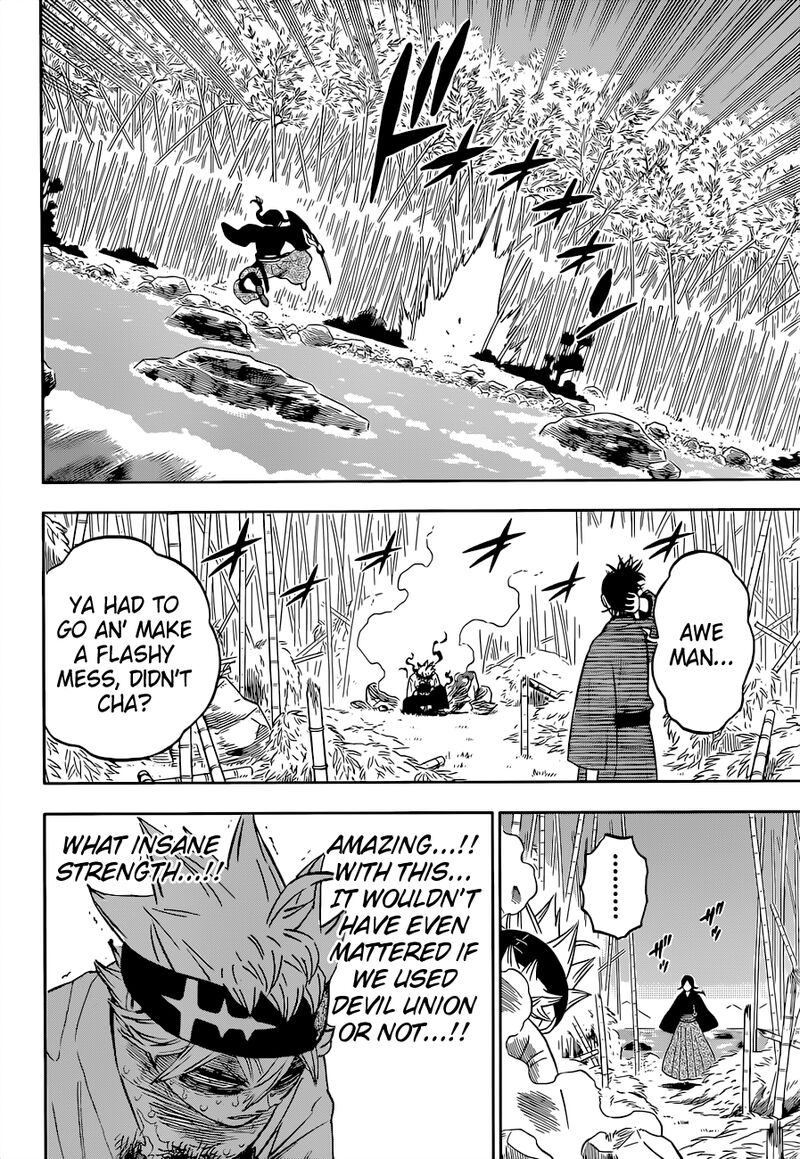 AWE
MAN...
YA HAD TO
GO AN' MAKE
A FLASHY
MESS, DIDN'T
CHA?
.........
AMAZING...!!
WITH THIS...
IT WOULDN'T
HAVE EVEN
MATTERED IF
WE USED
DEVIL UNION
OR NOT...!!
WHAT INSANE
STRENGTH...!!